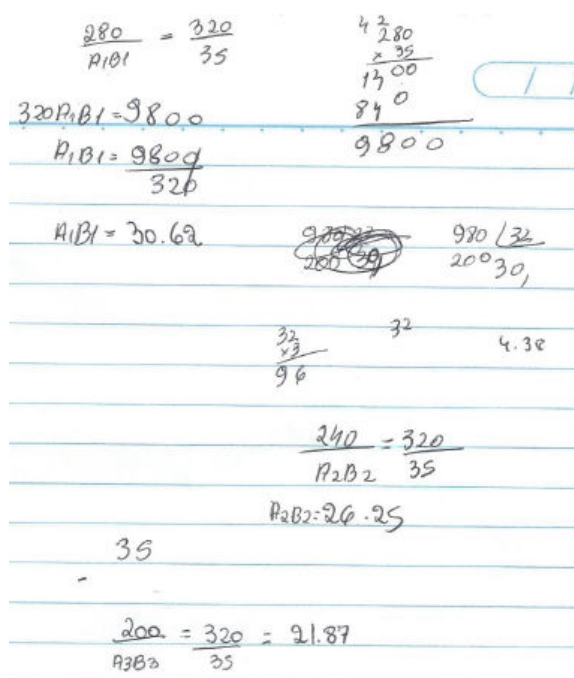 280/A1B1 = 320/35
4 2
280
x 35
1400
840
9800
320A1B1 = 9800
A1B1 = 9800/320
A1B1 = 30.62
980 32
200 30,
32
x3
96
32
4.38
240/A2B2 = 320/35
A2B2 = 26.25
35
-
200/A3B3 = 320/35 = 21.87